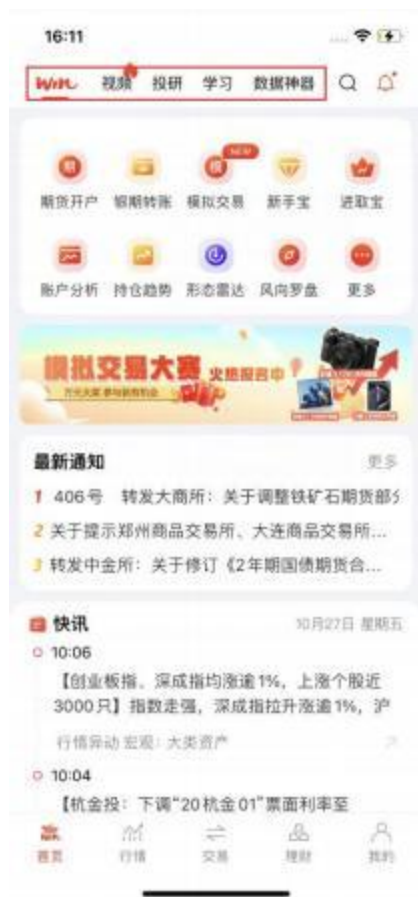 16:11
Win 视频 投研 学习 数据神器
期 模 NEW
期货开户 银期转账 模拟交易 新手宝 进取宝
账户分析 持仓趋势 形态雷达 风向罗盘 更多
模拟交易大赛 火热报名中
最新通知 更多
1 406号 转发大商所：关于调整铁矿石期货部分
2 关于提示郑州商品交易所、大连商品交易所...
3 转发中金所：关于修订《2年期国债期货合...
快讯 10月27日 星期五
10:06
【创业板指、深成指均涨逾1%，上涨个股近
3000只】指数走强，深成指拉升涨逾1%，沪
行情异动 宏观: 大类资产
10:04
【杭金投：下调“20杭金01”票面利率至
首页 行情 交易 理财 我的